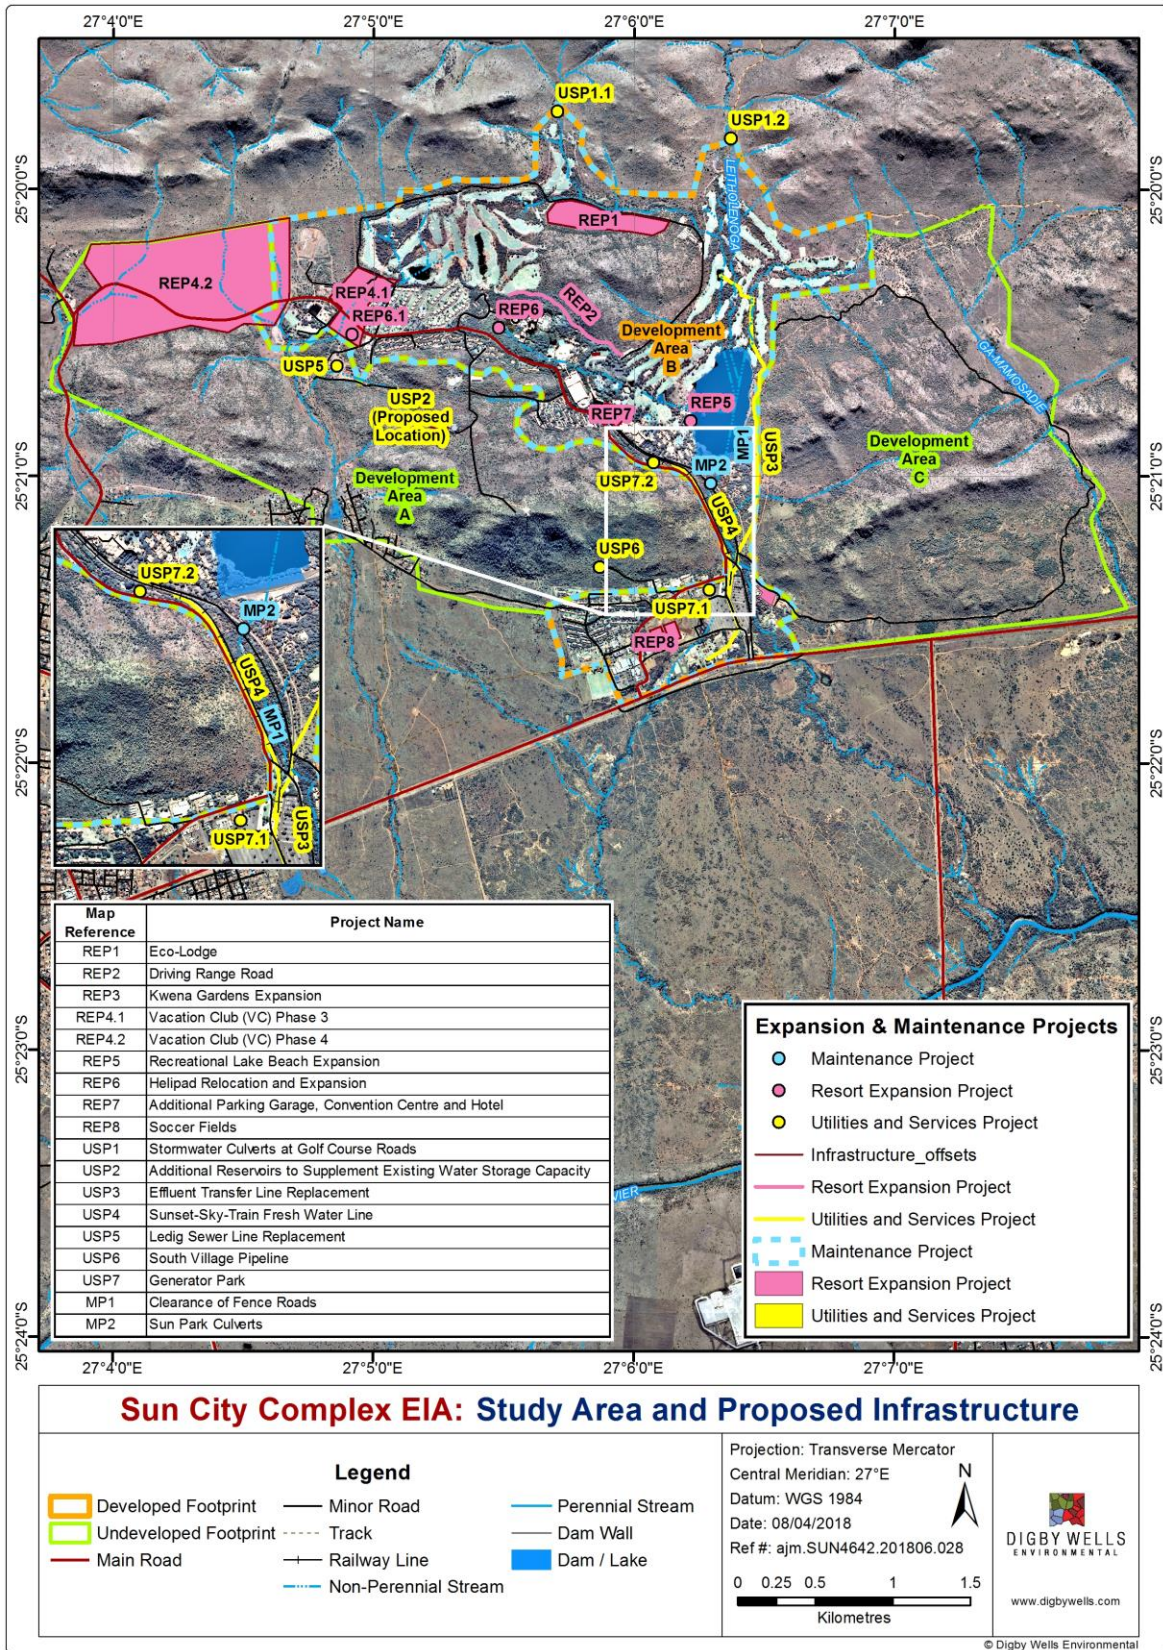 27°4'0"E
27°5'0"E
27°6'0"E
27°7'0"E
25°20'0"S
25°20'0"S
25°21'0"S
25°21'0"S
25°22'0"S
25°22'0"S
25°23'0"S
25°23'0"S
25°24'0"S
25°24'0"S
USP1.1
USP1.2
LEITHOLENOGA
REP1
REP4.2
REP4.1
REP6.1
REP6
REP2
Development
Area
B
GA-MAMOSADIE
USP5
USP2
(Proposed
Location)
REP7
REP5
MP1
USP3
MP2
USP7.2
USP4
Development
Area
A
Development
Area
C
USP6
USP7.1
REP8
USP7.2
MP2
USP4
MP1
USP3
USP7.1
VIER
Map
Reference
Project Name
REP1 Eco-Lodge
REP2 Driving Range Road
REP3 Kwena Gardens Expansion
REP4.1 Vacation Club (VC) Phase 3
REP4.2 Vacation Club (VC) Phase 4
REP5 Recreational Lake Beach Expansion
REP6 Helipad Relocation and Expansion
REP7 Additional Parking Garage, Convention Centre and Hotel
REP8 Soccer Fields
USP1 Stormwater Culverts at Golf Course Roads
USP2 Additional Reservoirs to Supplement Existing Water Storage Capacity
USP3 Effluent Transfer Line Replacement
USP4 Sunset-Sky-Train Fresh Water Line
USP5 Ledig Sewer Line Replacement
USP6 South Village Pipeline
USP7 Generator Park
MP1 Clearance of Fence Roads
MP2 Sun Park Culverts
Expansion & Maintenance Projects
Maintenance Project
Resort Expansion Project
Utilities and Services Project
Infrastructure_offsets
Resort Expansion Project
Utilities and Services Project
Maintenance Project
Resort Expansion Project
Utilities and Services Project
27°4'0"E
27°5'0"E
27°6'0"E
27°7'0"E
Sun City Complex EIA: Study Area and Proposed Infrastructure
Legend
Developed Footprint
Undeveloped Footprint
Main Road
Minor Road
Track
Railway Line
Non-Perennial Stream
Perennial Stream
Dam Wall
Dam / Lake
Projection: Transverse Mercator
Central Meridian: 27°E
Datum: WGS 1984
Date: 08/04/2018
Ref #: ajm.SUN4642.201806.028
N
0 0.25 0.5 1 1.5
Kilometres
DIGBY WELLS
ENVIRONMENTAL
www.digbywells.com
© Digby Wells Environmental